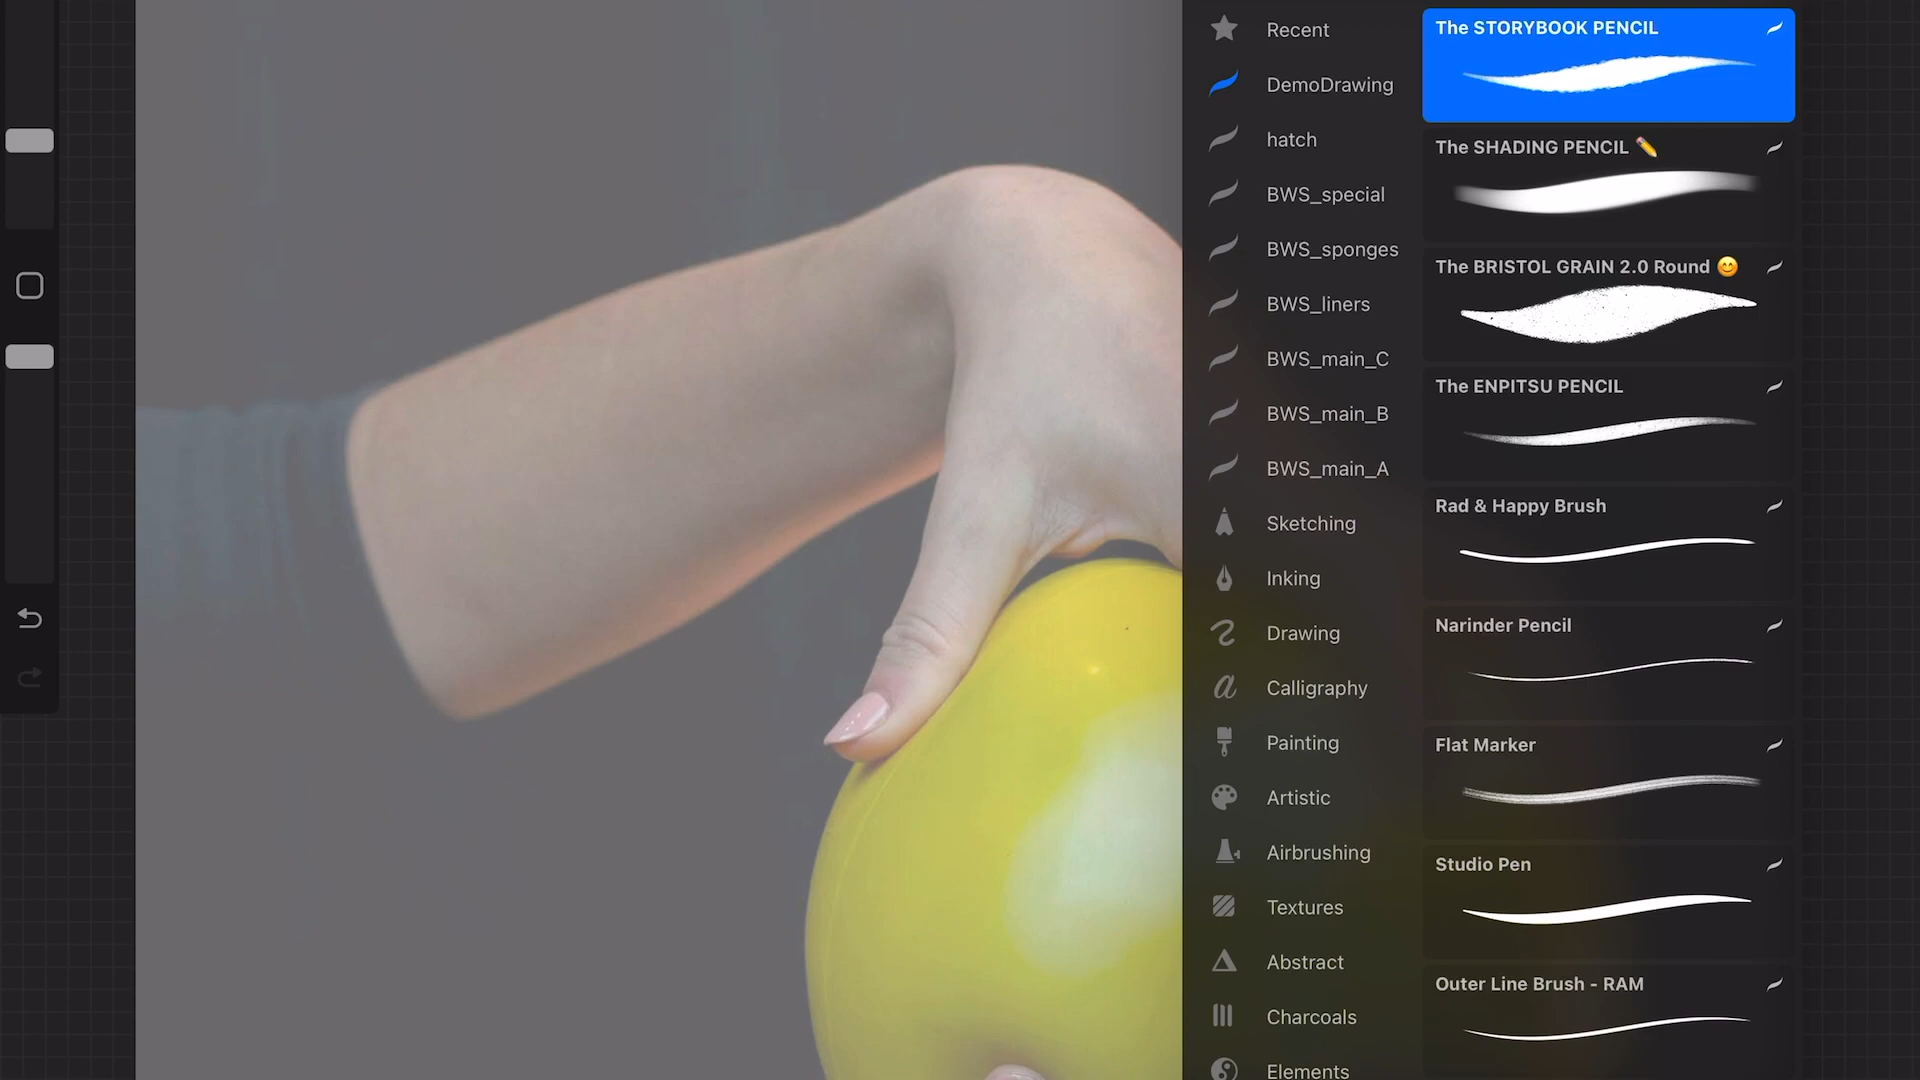 Recent
DemoDrawing
hatch
BWS_special
BWS_sponges
BWS_liners
BWS_main_C
BWS_main_B
BWS_main_A
Sketching
Inking
Drawing
Calligraphy
Painting
Artistic
Airbrushing
Textures
Abstract
Charcoals
Elements
The STORYBOOK PENCIL
The SHADING PENCIL ✏️
The BRISTOL GRAIN 2.0 Round 😊
The ENPITSU PENCIL
Rad & Happy Brush
Narinder Pencil
Flat Marker
Studio Pen
Outer Line Brush - RAM